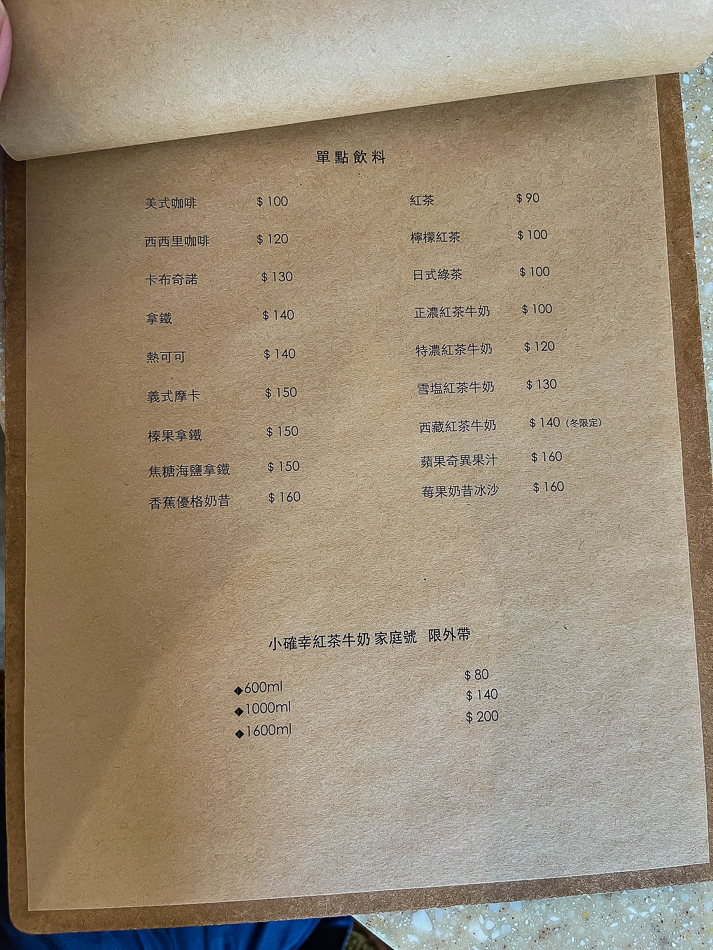 單點飲料
美式咖啡 $100
西西里咖啡 $120
卡布奇諾 $130
拿鐵 $140
熱可可 $140
義式摩卡 $150
榛果拿鐵 $150
焦糖海鹽拿鐵 $150
香蕉優格奶昔 $160
紅茶 $90
檸檬紅茶 $100
日式綠茶 $100
正濃紅茶牛奶 $100
特濃紅茶牛奶 $120
雪塩紅茶牛奶 $130
西藏紅茶牛奶 $140 (冬限定)
蘋果奇異果汁 $160
莓果奶昔冰沙 $160
小確幸紅茶牛奶 家庭號 限外帶
◆600ml $80
◆1000ml $140
◆1600ml $200